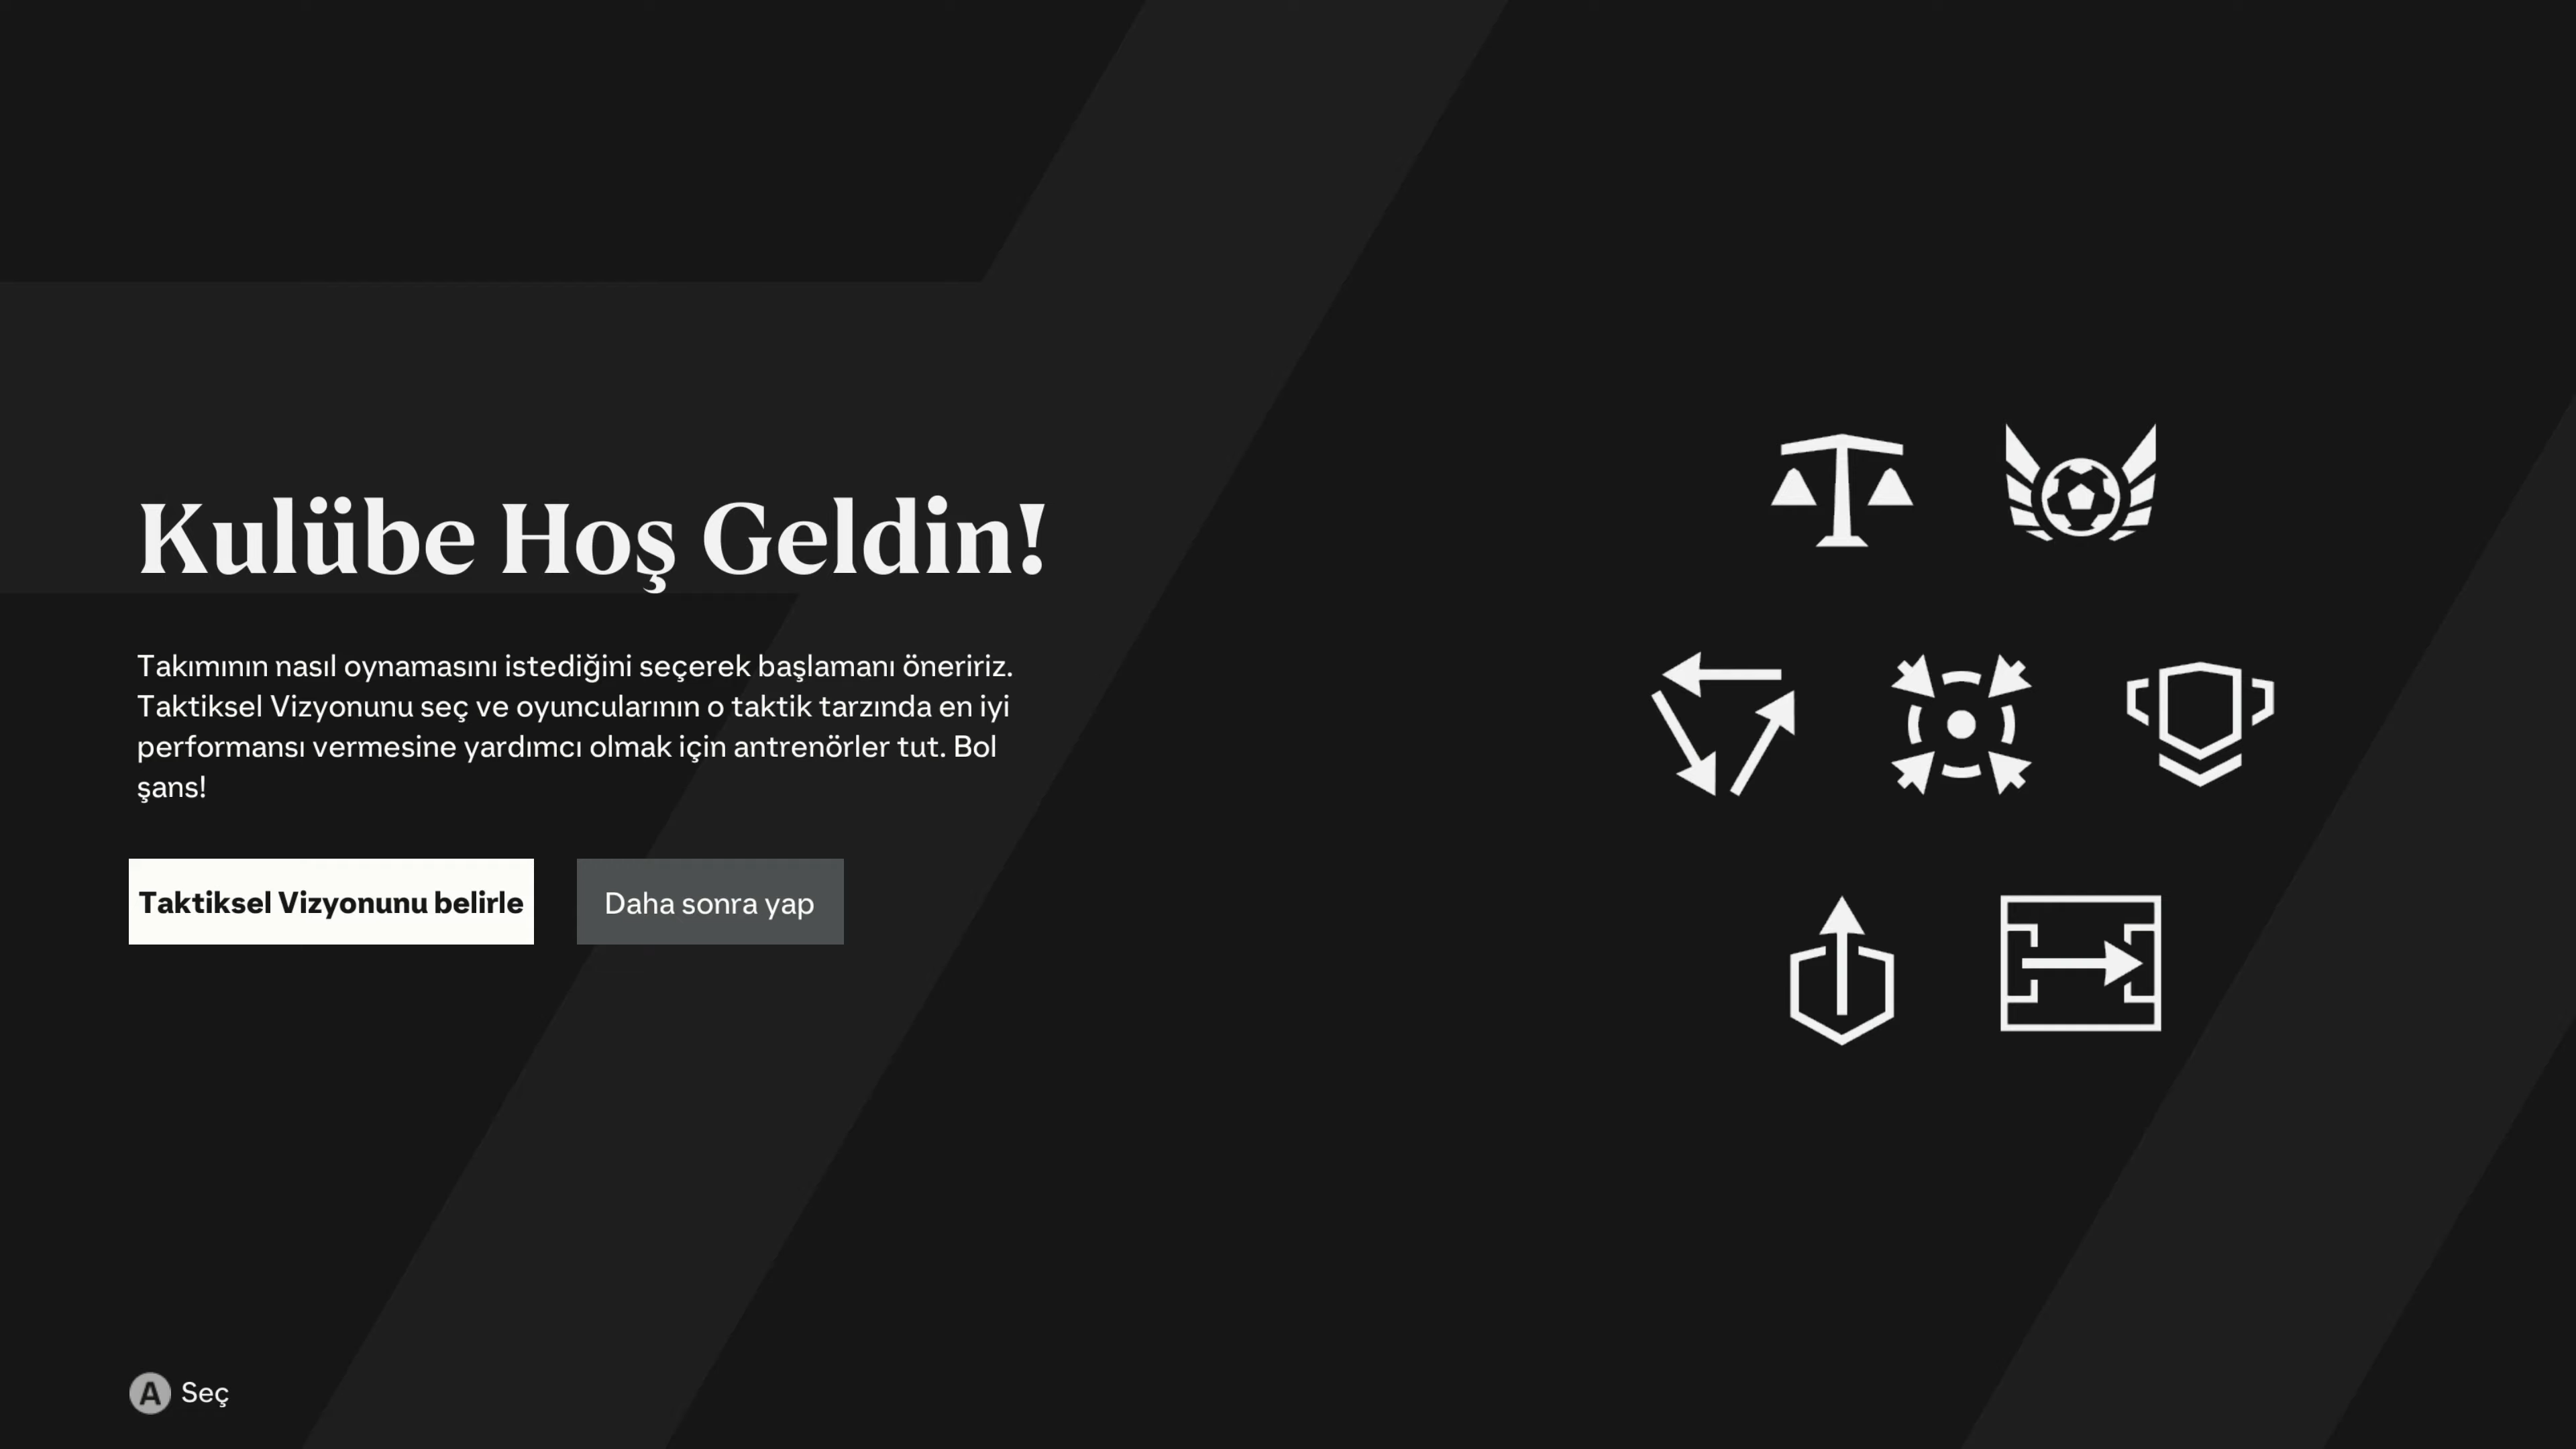 Kulübe Hoş Geldin!
Takımının nasıl oynamasını istediğini seçerek başlamanı öneririz.
Taktiksel Vizyonunu seç ve oyuncularının o taktik tarzında en iyi
performansı vermesine yardımcı olmak için antrenörler tut. Bol
şans!
Taktiksel Vizyonunu belirle
Daha sonra yap
A Seç